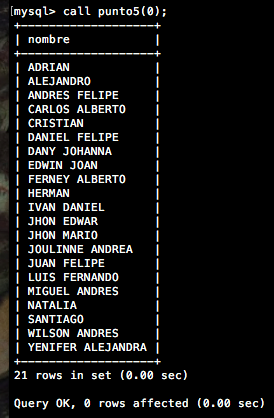 [mysql> call punto5(0);
+-------------------+
| nombre            |
+-------------------+
| ADRIAN            |
| ALEJANDRO         |
| ANDRES FELIPE     |
| CARLOS ALBERTO    |
| CRISTIAN          |
| DANIEL FELIPE     |
| DANY JOHANNA      |
| EDWIN JOAN        |
| FERNEY ALBERTO    |
| HERMAN            |
| IVAN DANIEL       |
| JHON EDWAR        |
| JHON MARIO        |
| JOULINNE ANDREA   |
| JUAN FELIPE       |
| LUIS FERNANDO     |
| MIGUEL ANDRES     |
| NATALIA           |
| SANTIAGO          |
| WILSON ANDRES     |
| YENIFER ALEJANDRA |
+-------------------+
21 rows in set (0.00 sec)

Query OK, 0 rows affected (0.00 sec)